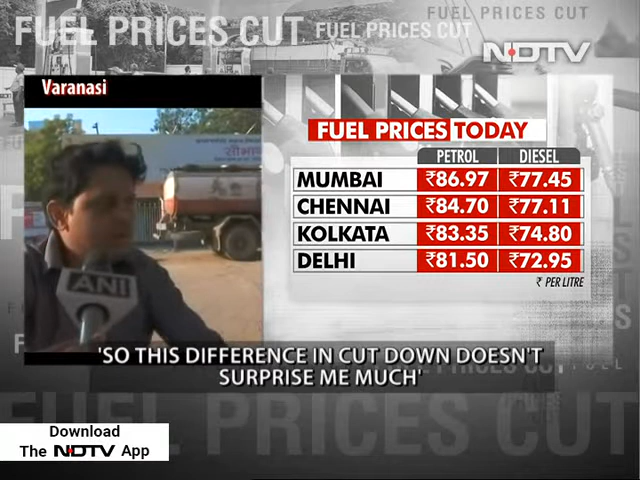 FUEL PRICES CUT
FUEL PRICES CUT
FUEL PRICES CUT
NDTV
Varanasi
FUEL PRICES TODAY
PETROL DIESEL
MUMBAI ₹86.97 ₹77.45
CHENNAI ₹84.70 ₹77.11
KOLKATA ₹83.35 ₹74.80
DELHI ₹81.50 ₹72.95
₹ PER LITRE
ANI
'SO THIS DIFFERENCE IN CUT DOWN DOESN'T
SURPRISE ME MUCH'
FUEL PRICES CUT
Download
The NDTV App